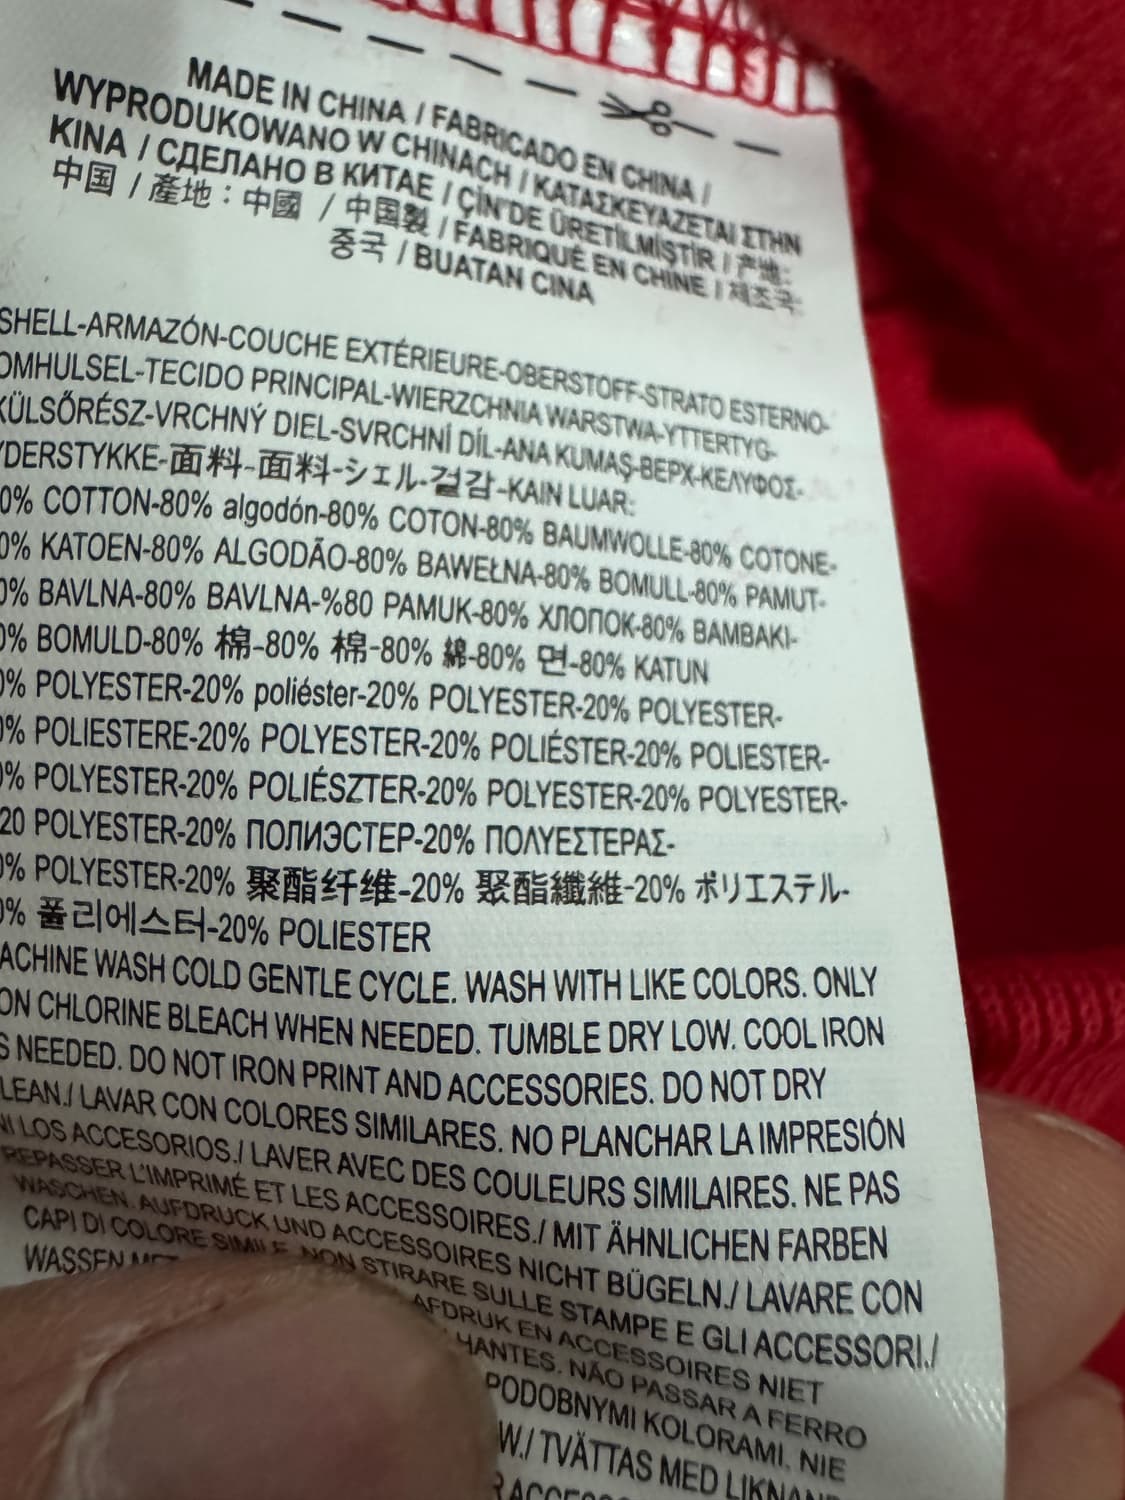 MADE IN CHINA / FABRICADO EN CHINA /
WYPRODUKOWANO W CHINACH / ΚΑΤΑΣΚΕΥΑΖΕΤΑΙ ΣΤΗΝ
KINA / СДЕЛАНО В КИТАЕ / ÇİN'DE ÜRETİLMİŞTİR / 产地:
中国 / 產地：中國 / 中国製 / FABRIQUÉ EN CHINE / 제조국:
중국 / BUATAN CINA
SHELL-ARMAZÓN-COUCHE EXTÉRIEURE-OBERSTOFF-STRATO ESTERNO-
OMHULSEL-TECIDO PRINCIPAL-WIERZCHNIA WARSTWA-YTTERTYG-
KÜLSŐRÉSZ-VRCHNÝ DIEL-SVRCHNÍ DÍL-ANA KUMAŞ-ВЕРХ-ΚΕΛΥΦΟΣ-
YDERSTYKKE-面料-面料-シェル-겉감-KAIN LUAR:
0% COTTON-80% algodón-80% COTON-80% BAUMWOLLE-80% COTONE-
0% KATOEN-80% ALGODÃO-80% BAWEŁNA-80% BOMULL-80% PAMUT-
0% BAVLNA-80% BAVLNA-%80 PAMUK-80% ХЛОПОК-80% ΒΑΜΒΑΚΙ-
0% BOMULD-80% 棉-80% 棉-80% 綿-80% 면-80% KATUN
0% POLYESTER-20% poliéster-20% POLYESTER-20% POLYESTER-
0% POLIESTERE-20% POLYESTER-20% POLIÉSTER-20% POLIESTER-
0% POLYESTER-20% POLIÉSZTER-20% POLYESTER-20% POLYESTER-
20 POLYESTER-20% ПОЛИЭСТЕР-20% ΠΟΛΥΕΣΤΕΡΑΣ-
0% POLYESTER-20% 聚酯纤维-20% 聚酯纖維-20% ポリエステル-
0% 폴리에스터-20% POLIESTER
ACHINE WASH COLD GENTLE CYCLE. WASH WITH LIKE COLORS. ONLY
ON CHLORINE BLEACH WHEN NEEDED. TUMBLE DRY LOW. COOL IRON
S NEEDED. DO NOT IRON PRINT AND ACCESSORIES. DO NOT DRY
LEAN./ LAVAR CON COLORES SIMILARES. NO PLANCHAR LA IMPRESIÓN
NI LOS ACCESORIOS./ LAVER AVEC DES COULEURS SIMILAIRES. NE PAS
REPASSER L'IMPRIMÉ ET LES ACCESSOIRES./ MIT ÄHNLICHEN FARBEN
WASCHEN. AUFDRUCK UND ACCESSOIRES NICHT BÜGELN./ LAVARE CON
CAPI DI COLORE SIMILE. NON STIRARE SULLE STAMPE E GLI ACCESSORI./
WASSEN AFDRUK EN ACCESSOIRES NIET
NÃO PASSAR A FERRO
PODOBNYMI KOLORAMI. NIE
W./ TVÄTTAS MED